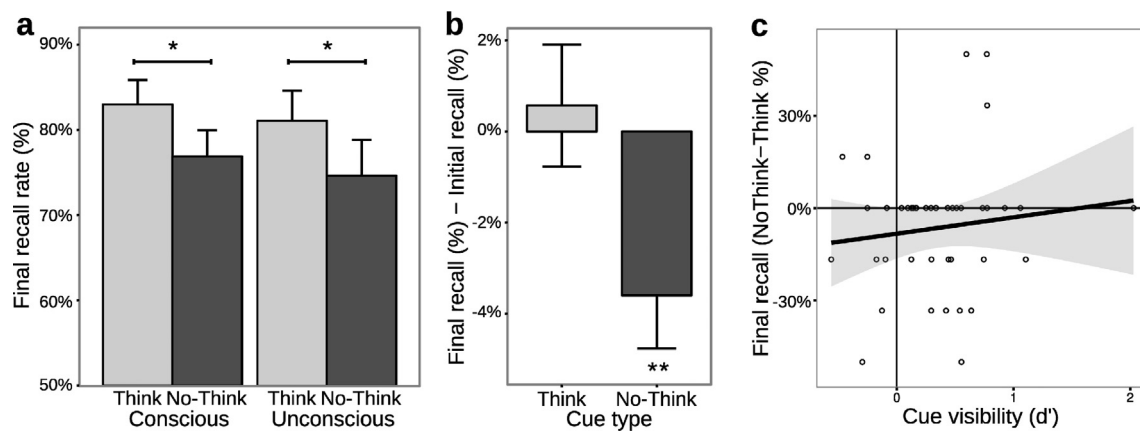 a
Final recall rate (%)
90%
80%
70%
60%
50%
*
*
Think No-Think Think No-Think
Conscious Unconscious
b
Final recall (%) – Initial recall (%)
2%
0%
-2%
-4%
**
Think No-Think
Cue type
c
Final recall (NoThink–Think %)
30%
0%
-30%
0 1 2
Cue visibility (d')